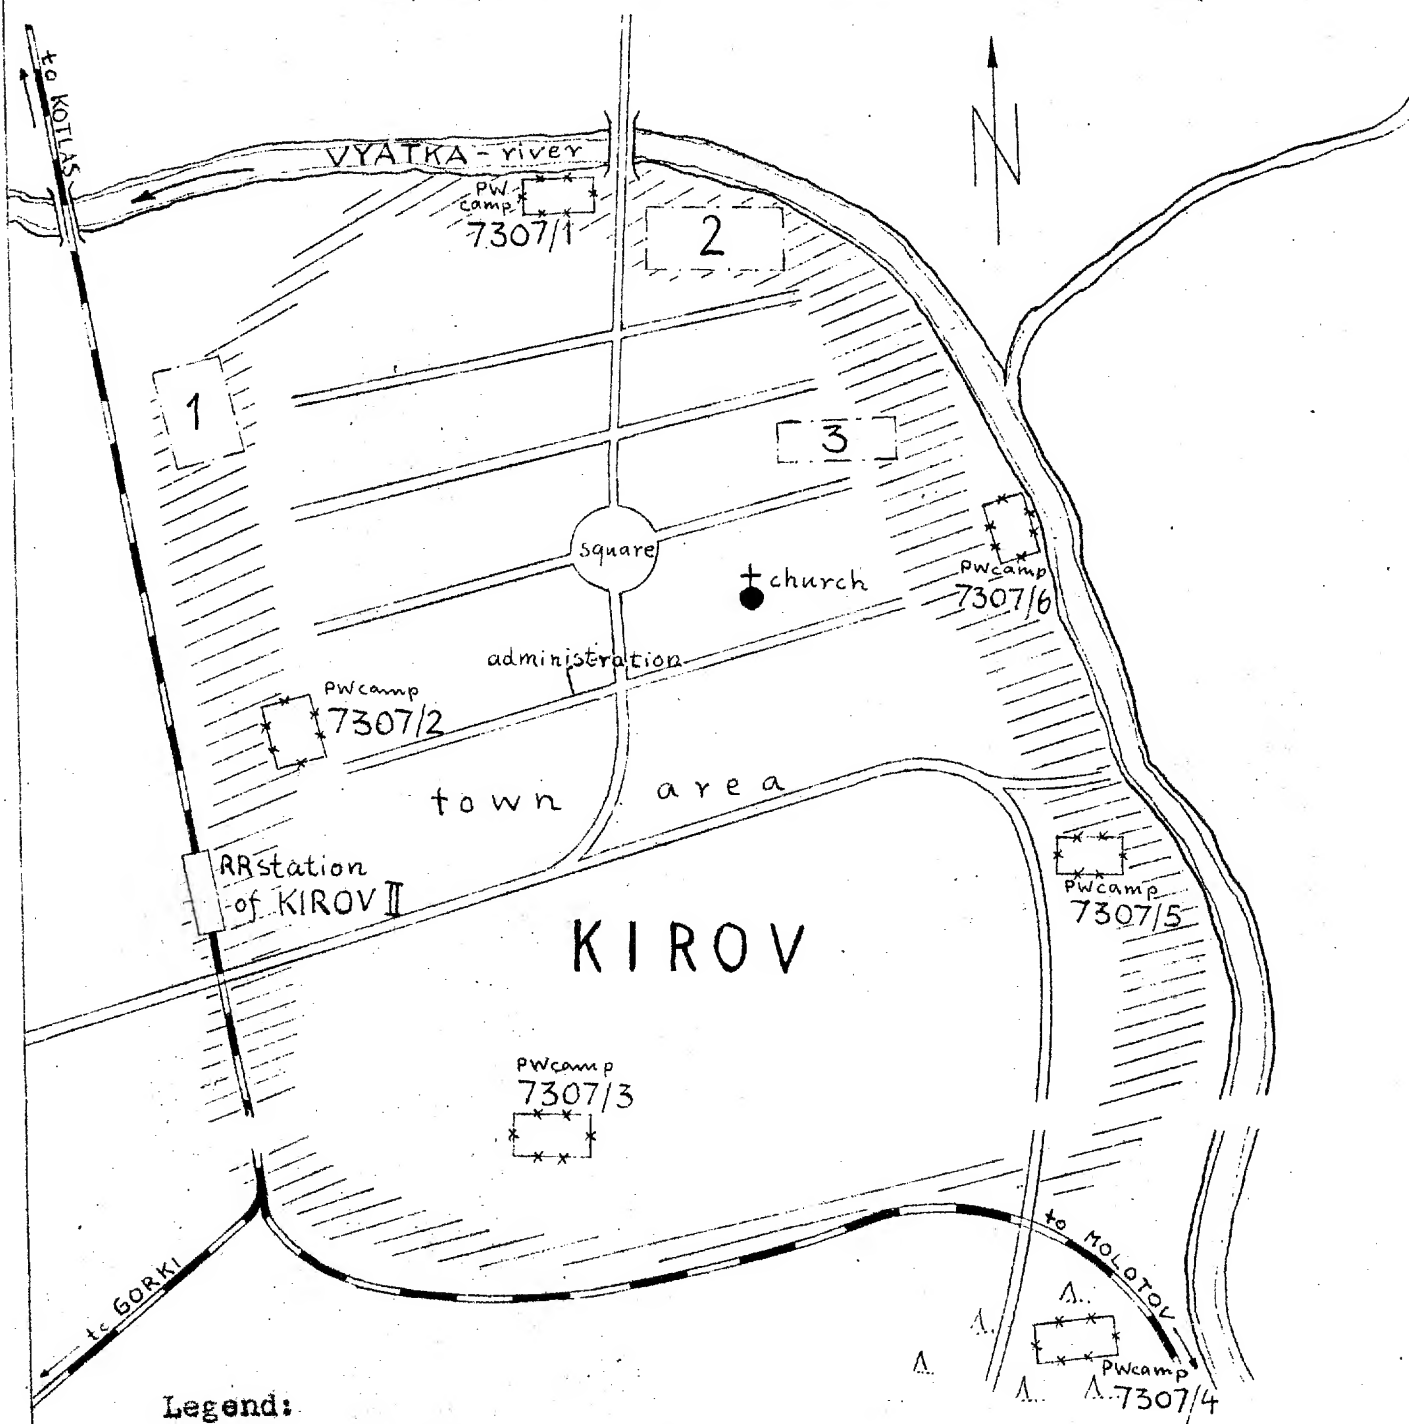 to KOTLAS
VYATKA-river
N
PW
camp
7307/1
2
1
3
square
church
PWcamp
7307/6
administration
PWcamp
7307/2
town area
RRstation
of KIROV II
PWcamp
7307/5
KIROV
PWcamp
7307/3
to GORKI
to MOLOTOV
PWcamp
7307/4
Legend: